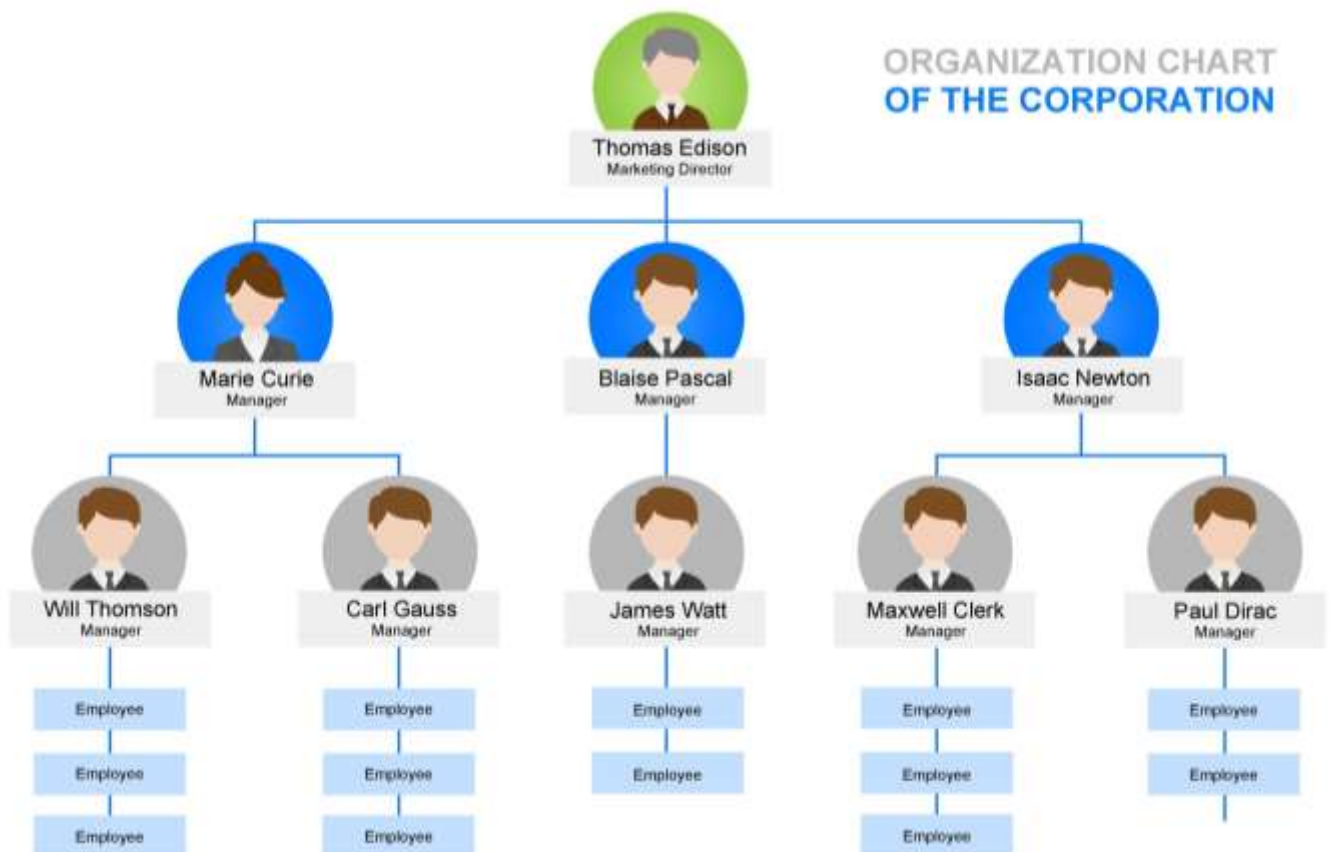 ORGANIZATION CHART
OF THE CORPORATION
Thomas Edison
Marketing Director
Marie Curie
Manager
Blaise Pascal
Manager
Isaac Newton
Manager
Will Thomson
Manager
Carl Gauss
Manager
James Watt
Manager
Maxwell Clerk
Manager
Paul Dirac
Manager
Employee
Employee
Employee
Employee
Employee
Employee
Employee
Employee
Employee
Employee
Employee
Employee
Employee